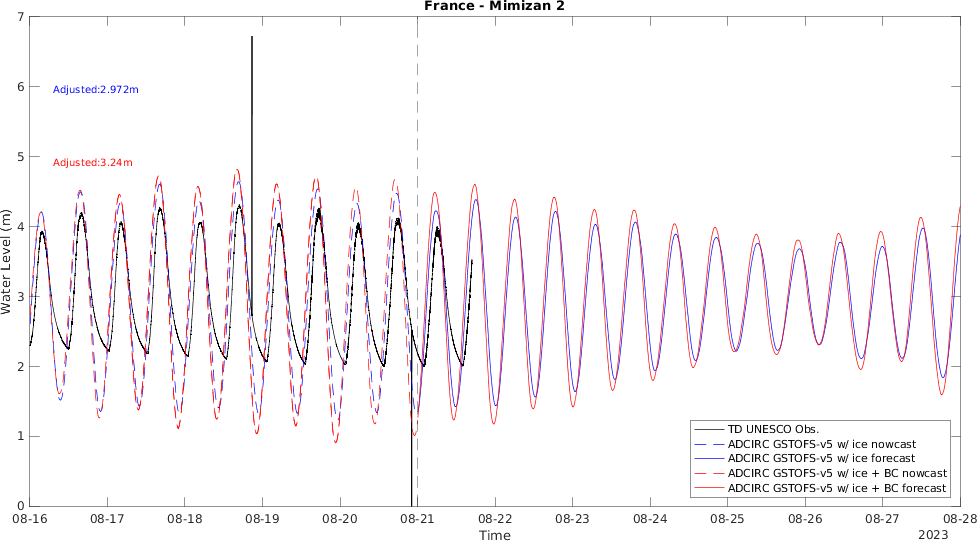 France - Mimizan 2
Water Level (m)
7
6
5
4
3
2
1
0
Adjusted:2.972m
Adjusted:3.24m
TD UNESCO Obs.
ADCIRC GSTOFS-v5 w/ ice nowcast
ADCIRC GSTOFS-v5 w/ ice forecast
ADCIRC GSTOFS-v5 w/ ice + BC nowcast
ADCIRC GSTOFS-v5 w/ ice + BC forecast
08-16 08-17 08-18 08-19 08-20 08-21 08-22 08-23 08-24 08-25 08-26 08-27 08-28
Time
2023